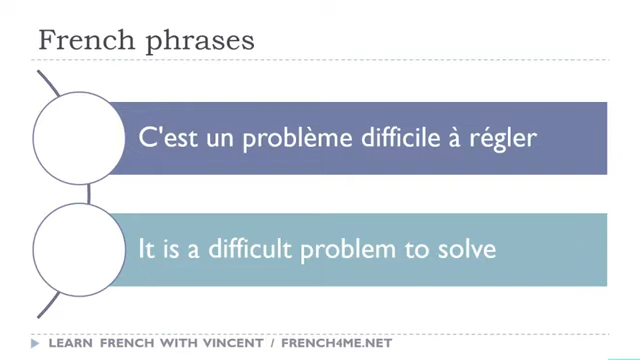 French phrases
C'est un problème difficile à régler
It is a difficult problem to solve
LEARN FRENCH WITH VINCENT / FRENCH4ME.NET